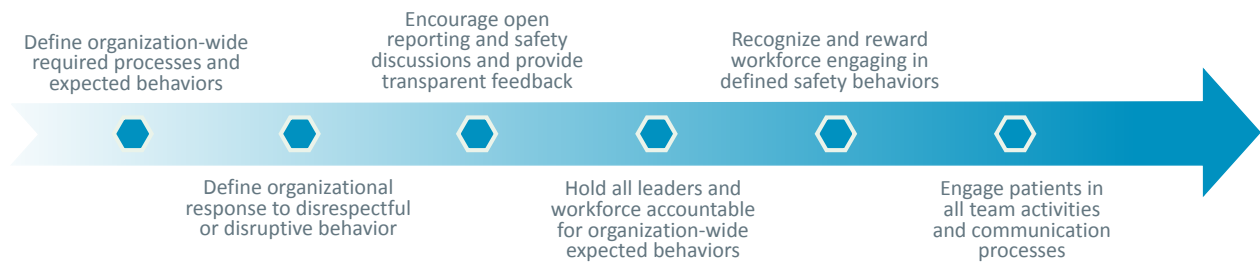 Define organization-wide
required processes and
expected behaviors
Define organizational
response to disrespectful
or disruptive behavior
Encourage open
reporting and safety
discussions and provide
transparent feedback
Hold all leaders and
workforce accountable
for organization-wide
expected behaviors
Recognize and reward
workforce engaging in
defined safety behaviors
Engage patients in
all team activities
and communication
processes